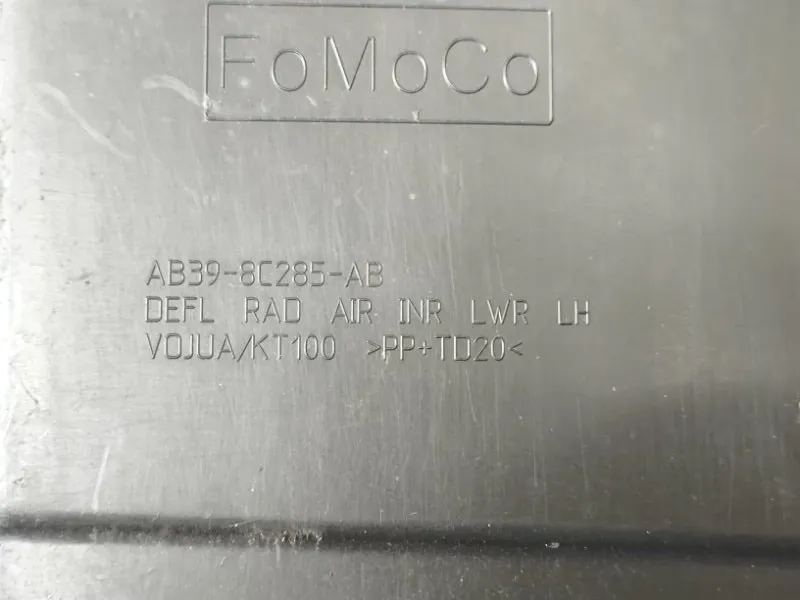 FoMoCo
AB39-8C285-AB
DEFL RAD AIR INR LWR LH
VOJUA/KT100 >PP+TD20<